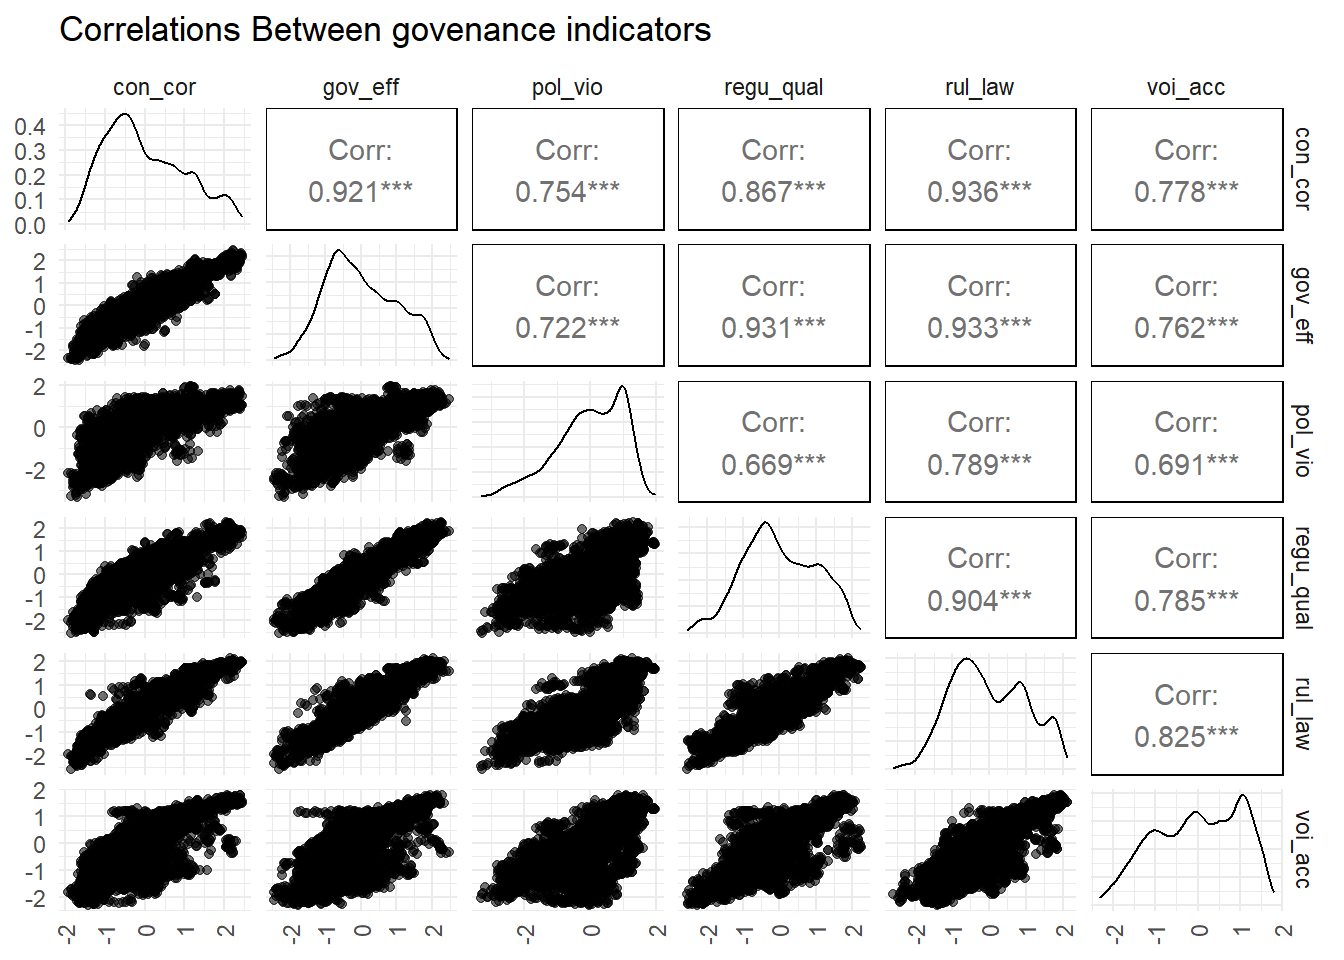 Correlations Between govenance indicators
con_cor gov_eff pol_vio regu_qual rul_law voi_acc
0.4
0.3
0.2
0.1
0.0
Corr: Corr: Corr: Corr: Corr:
0.921*** 0.754*** 0.867*** 0.936*** 0.778***
con_cor
2
1
0
-1
-2
Corr: Corr: Corr: Corr:
0.722*** 0.931*** 0.933*** 0.762***
gov_eff
2
0
-2
Corr: Corr: Corr:
0.669*** 0.789*** 0.691***
pol_vio
2
1
0
-1
-2
Corr: Corr:
0.904*** 0.785***
regu_qual
2
1
0
-1
-2
Corr:
0.825***
rul_law
2
1
0
-1
-2
voi_acc
-2 -1 0 1 2 -2 -1 0 1 2 -2 0 2 -2 -1 0 1 2 -2 -1 0 1 2 -2 -1 0 1 2